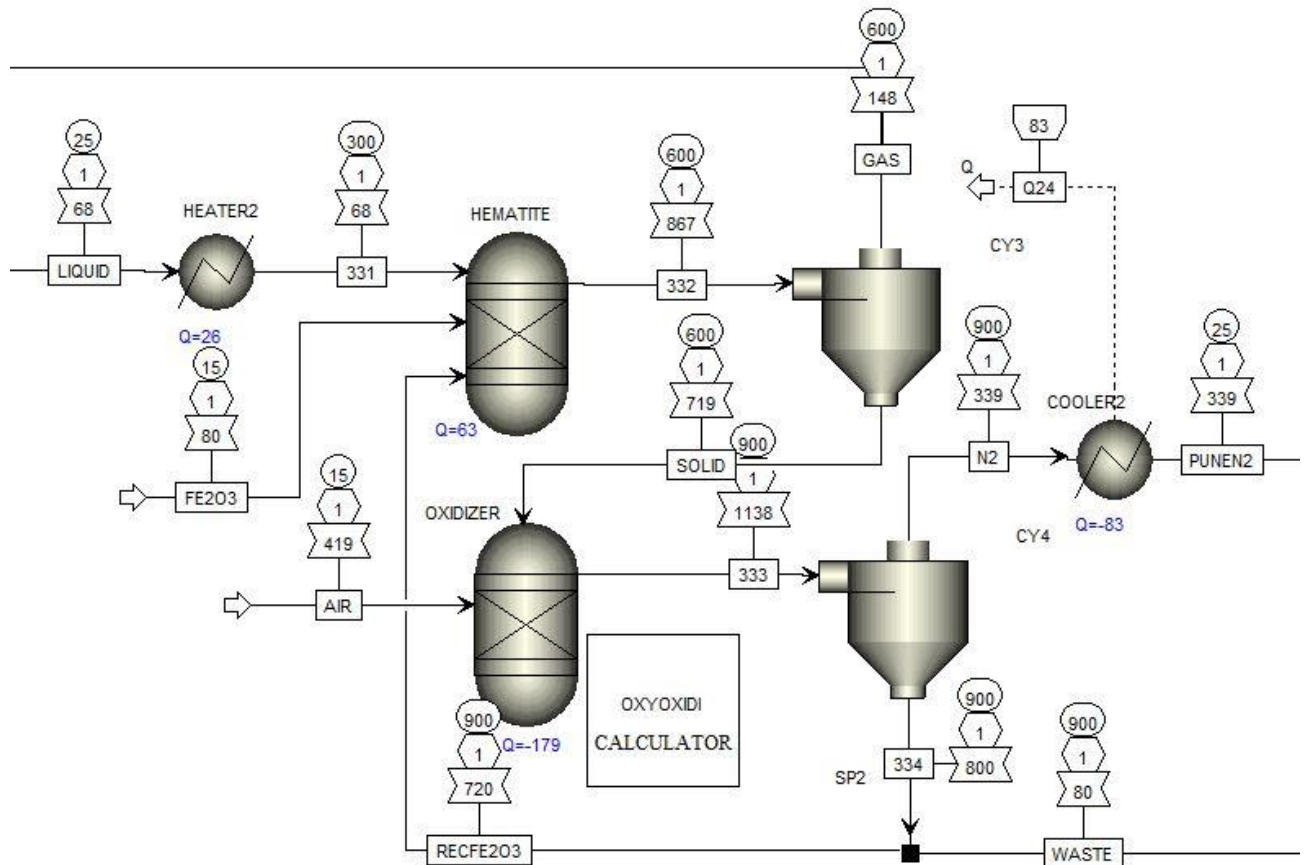 600
1
148
GAS
83
Q
Q24
CY3
25
1
68
LIQUID
HEATER2
Q=26
300
1
68
331
HEMATITE
Q=63
600
1
867
332
15
1
80
FE2O3
600
1
719
SOLID
900
1
339
N2
COOLER2
Q=-83
25
1
339
PUNEN2
15
1
419
AIR
OXIDIZER
Q=-179
900
1
1138
333
CY4
OXYOXIDI
CALCULATOR
900
1
720
RECFE2O3
SP2
334
900
1
800
900
1
80
WASTE